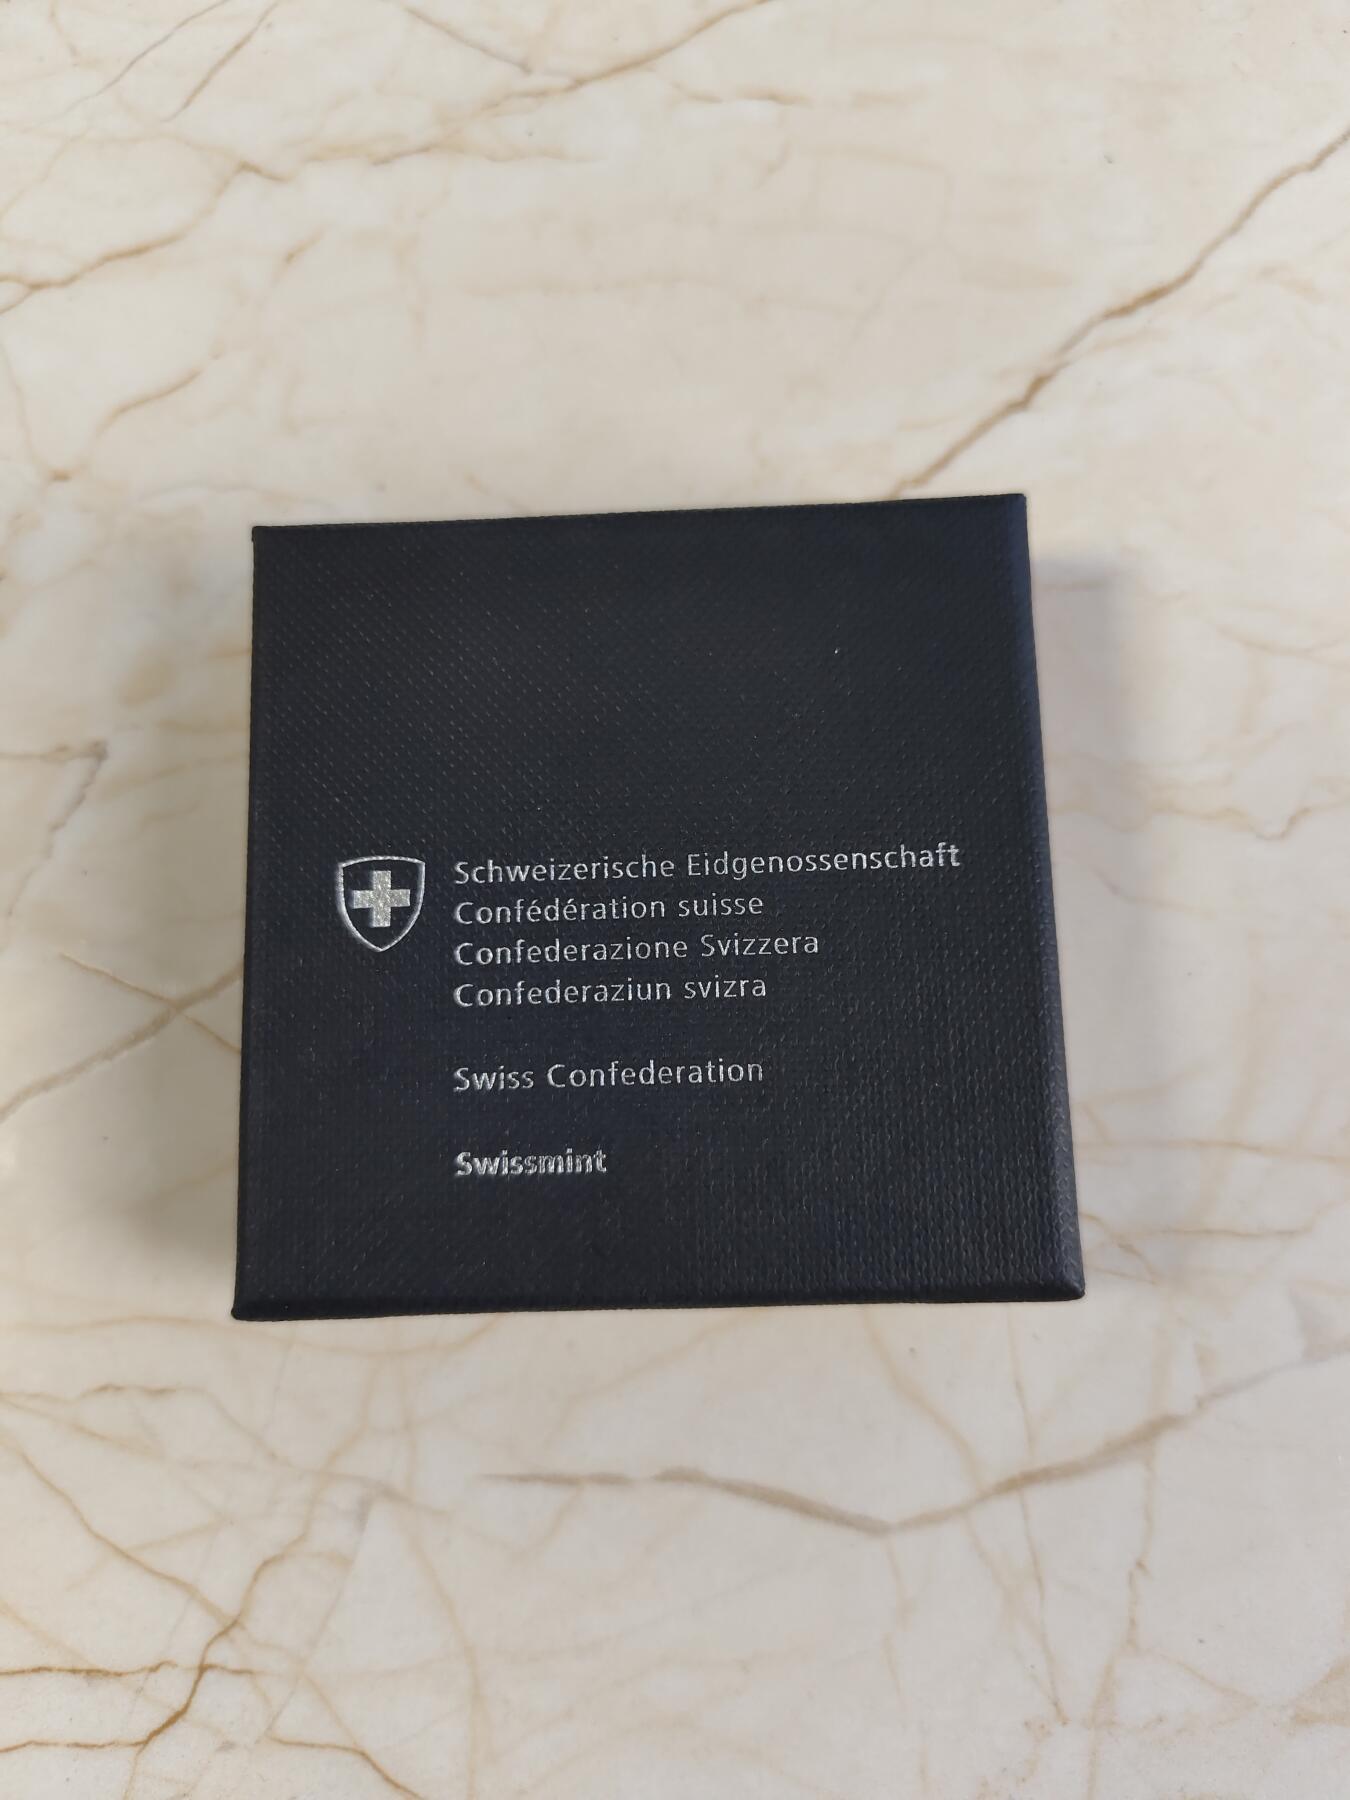 Schweizerische Eidgenossenschaft
Confédération suisse
Confederazione Svizzera
Confederaziun svizra
Swiss Confederation
Swissmint